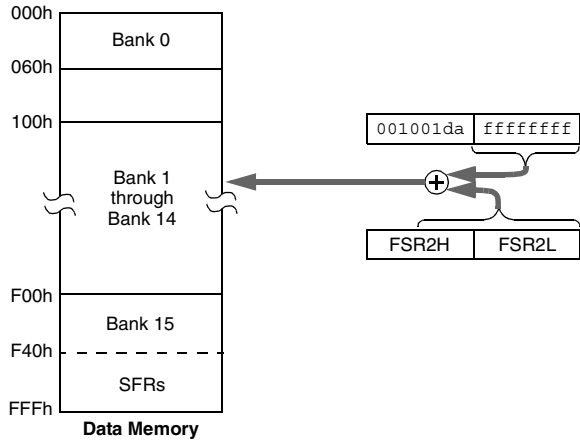 000h
Bank 0
060h
100h
001001da ffffffff
Bank 1
through
Bank 14
FSR2H FSR2L
F00h
Bank 15
F40h
SFRs
FFFh
Data Memory